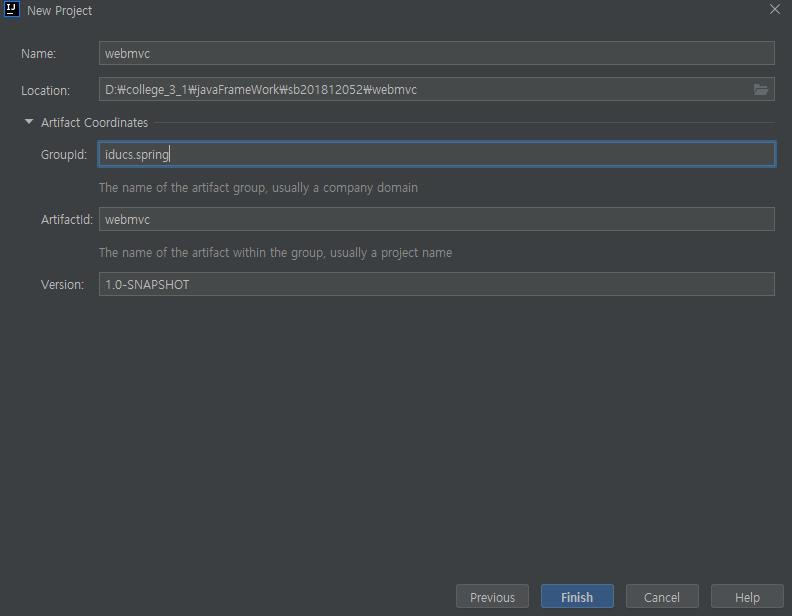 IJ New Project
Name: webmvc
Location: D:₩college_3_1₩javaFrameWork₩sb201812052₩webmvc
Artifact Coordinates
GroupId: iducs.spring
The name of the artifact group, usually a company domain
ArtifactId: webmvc
The name of the artifact within the group, usually a project name
Version: 1.0-SNAPSHOT
Previous Finish Cancel Help